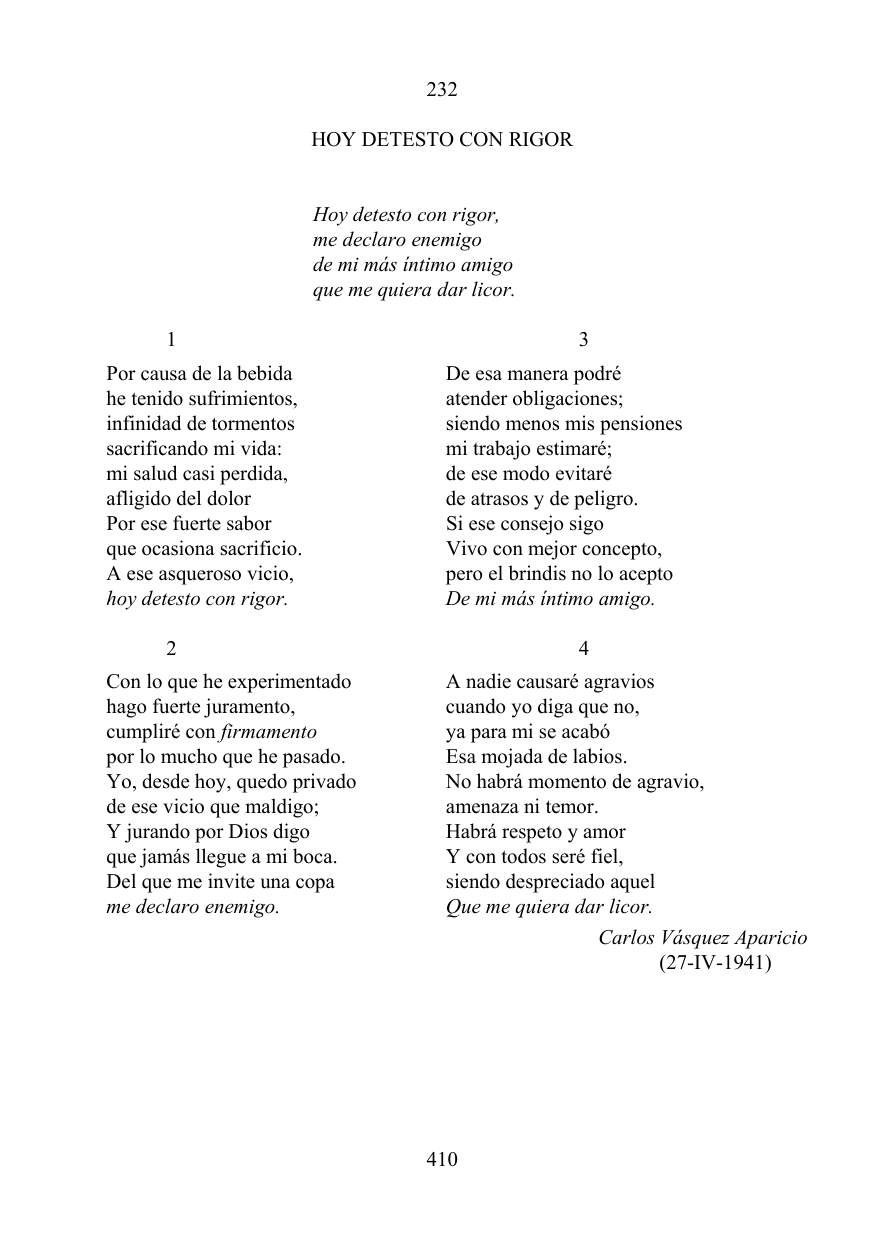 232
HOY DETESTO CON RIGOR
Hoy detesto con rigor,
me declaro enemigo
de mi más íntimo amigo
que me quiera dar licor.
1
Por causa de la bebida
he tenido sufrimientos,
infinidad de tormentos
sacrificando mi vida:
mi salud casi perdida,
afligido del dolor
Por ese fuerte sabor
que ocasiona sacrificio.
A ese asqueroso vicio,
hoy detesto con rigor.
2
Con lo que he experimentado
hago fuerte juramento,
cumpliré con firmamento
por lo mucho que he pasado.
Yo, desde hoy, quedo privado
de ese vicio que maldigo;
Y jurando por Dios digo
que jamás llegue a mi boca.
Del que me invite una copa
me declaro enemigo.
3
De esa manera podré
atender obligaciones;
siendo menos mis pensiones
mi trabajo estimaré;
de ese modo evitaré
de atrasos y de peligro.
Si ese consejo sigo
Vivo con mejor concepto,
pero el brindis no lo acepto
De mi más íntimo amigo.
4
A nadie causaré agravios
cuando yo diga que no,
ya para mi se acabó
Esa mojada de labios.
No habrá momento de agravio,
amenaza ni temor.
Habrá respeto y amor
Y con todos seré fiel,
siendo despreciado aquel
Que me quiera dar licor.
Carlos Vásquez Aparicio
(27-IV-1941)
410